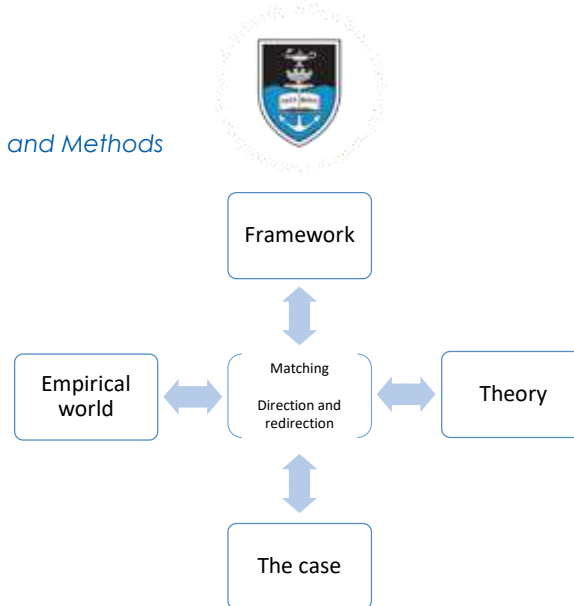 and Methods
Framework
Matching
Direction and
redirection
Empirical
world
Theory
The case